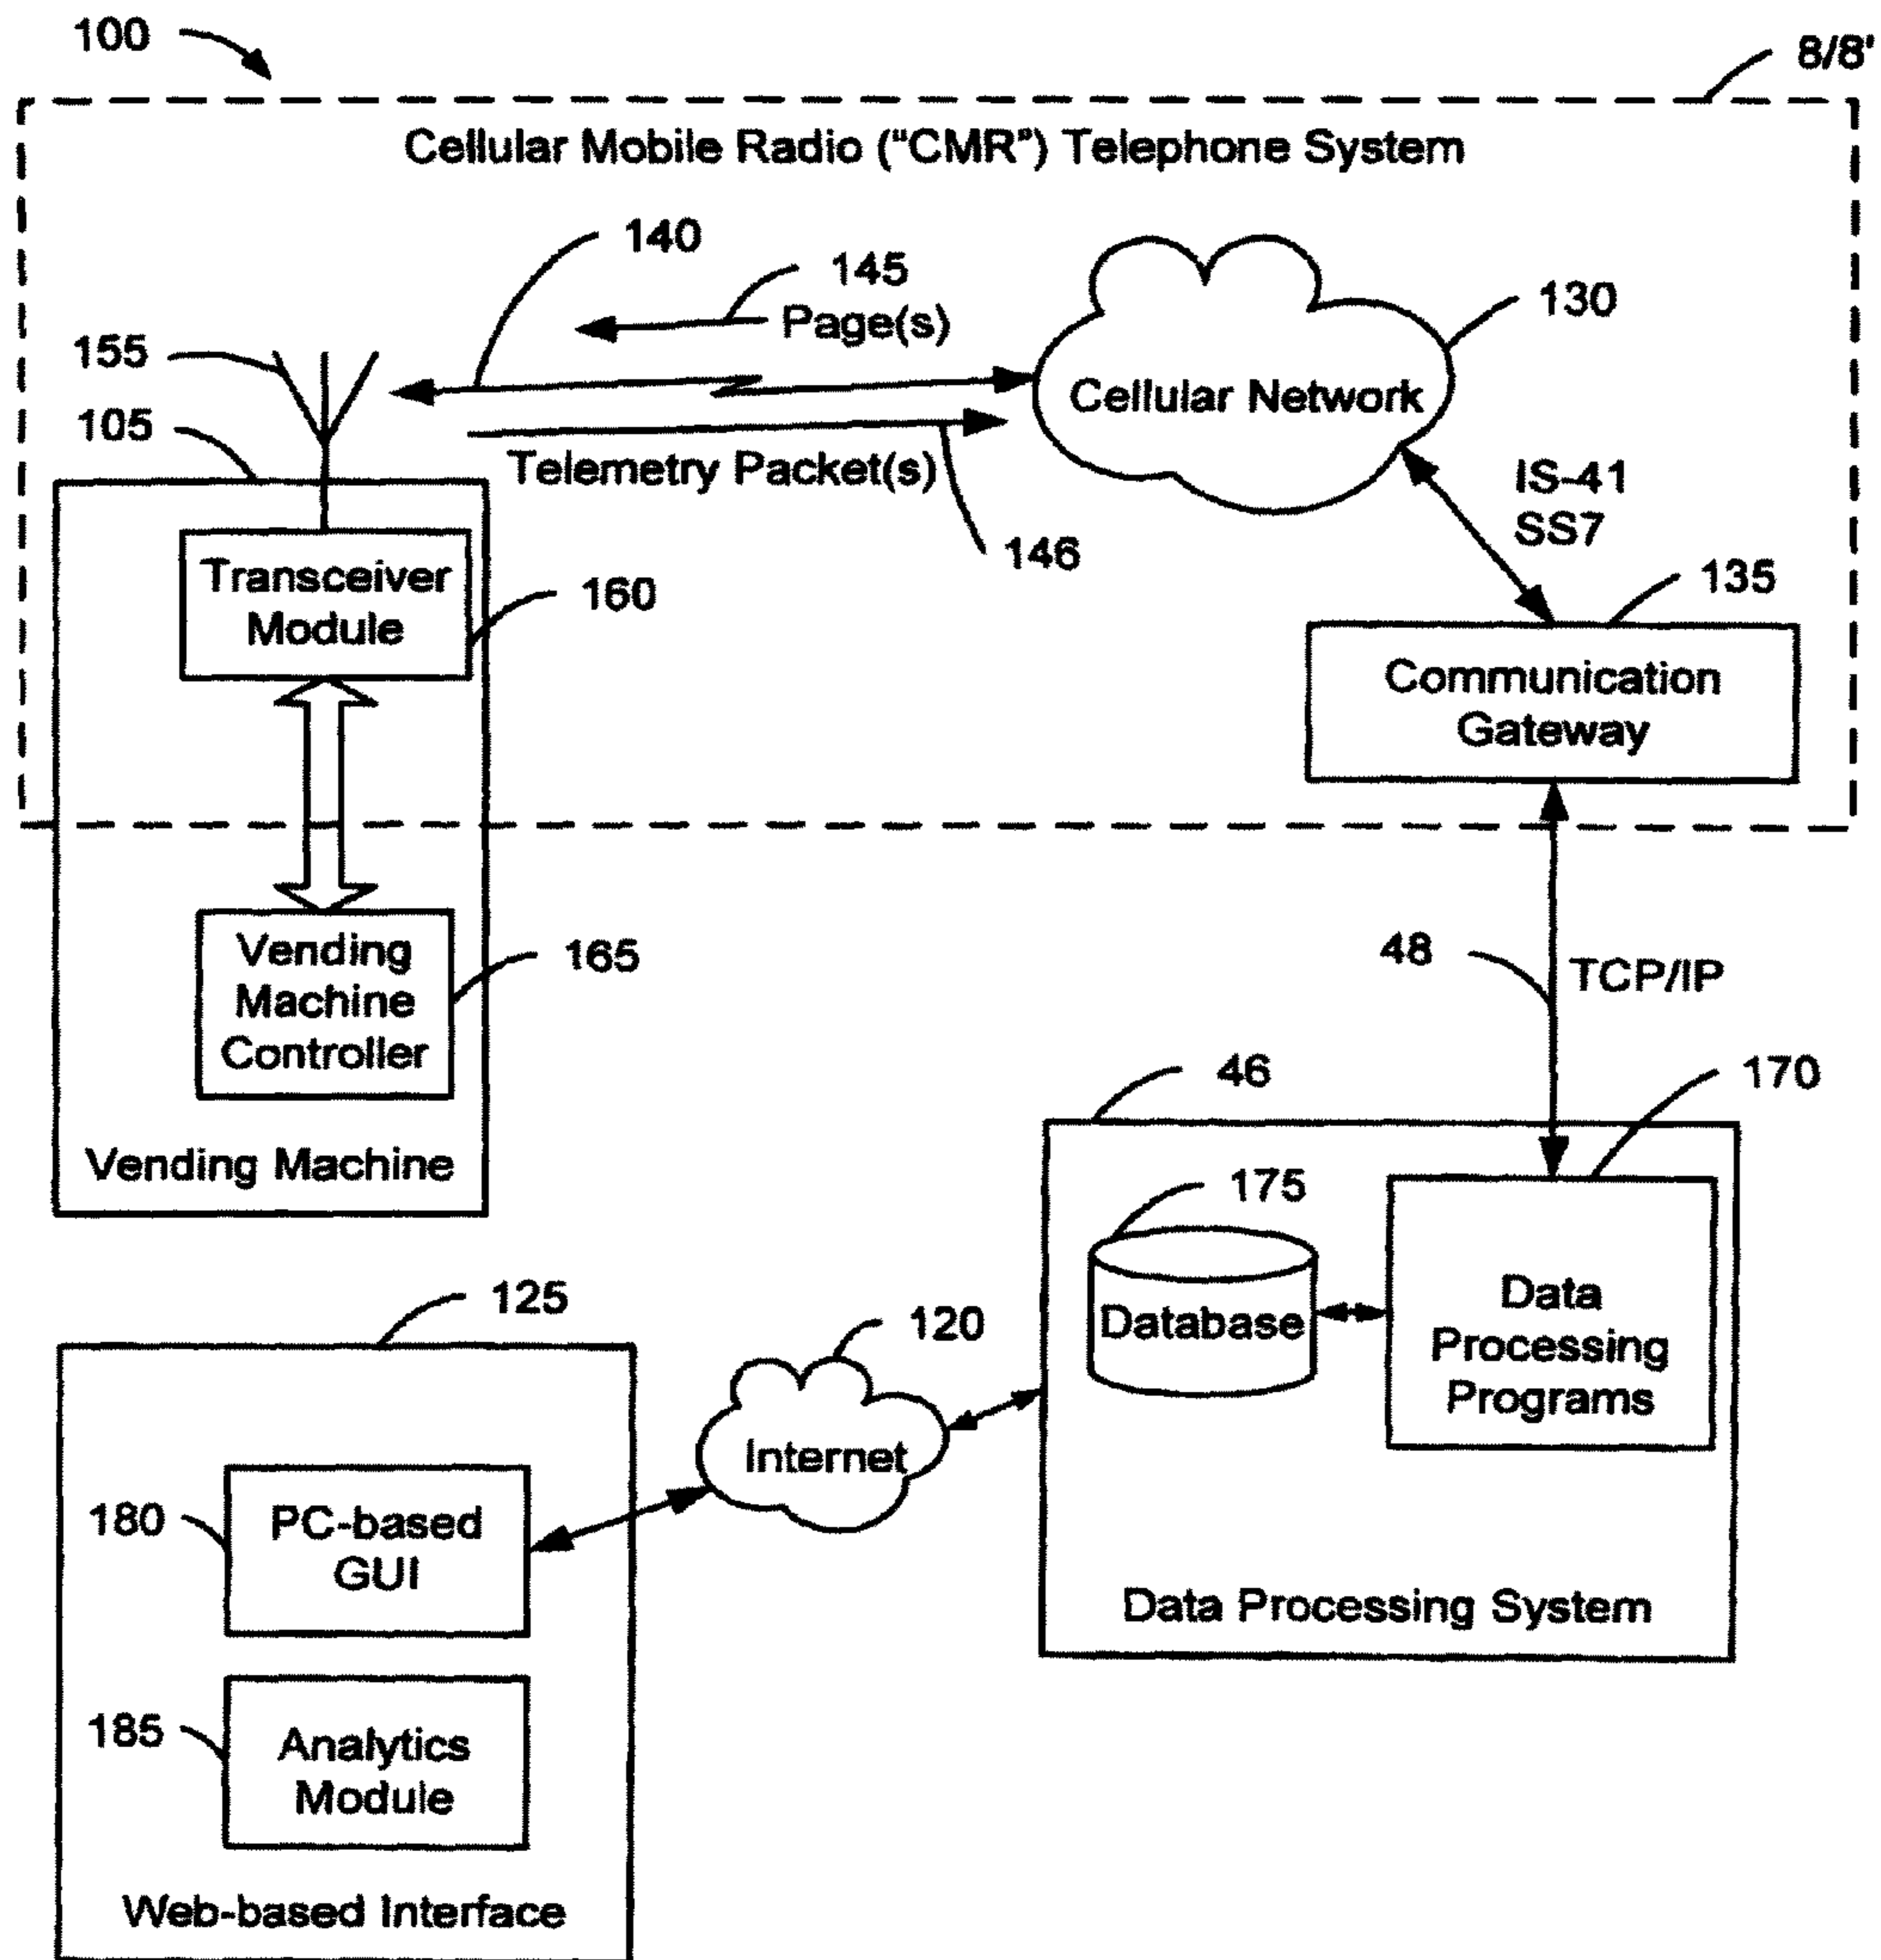 100
8/8'
Cellular Mobile Radio ("CMR") Telephone System
140
145
Page(s)
130
155
Cellular Network
105
Telemetry Packet(s)
IS-41
SS7
146
Transceiver
Module
160
135
Communication
Gateway
Vending
Machine
Controller
165
48
TCP/IP
Vending Machine
46
170
175
Database
Data
Processing
Programs
Data Processing System
125
120
Internet
180
PC-based
GUI
185
Analytics
Module
Web-based Interface